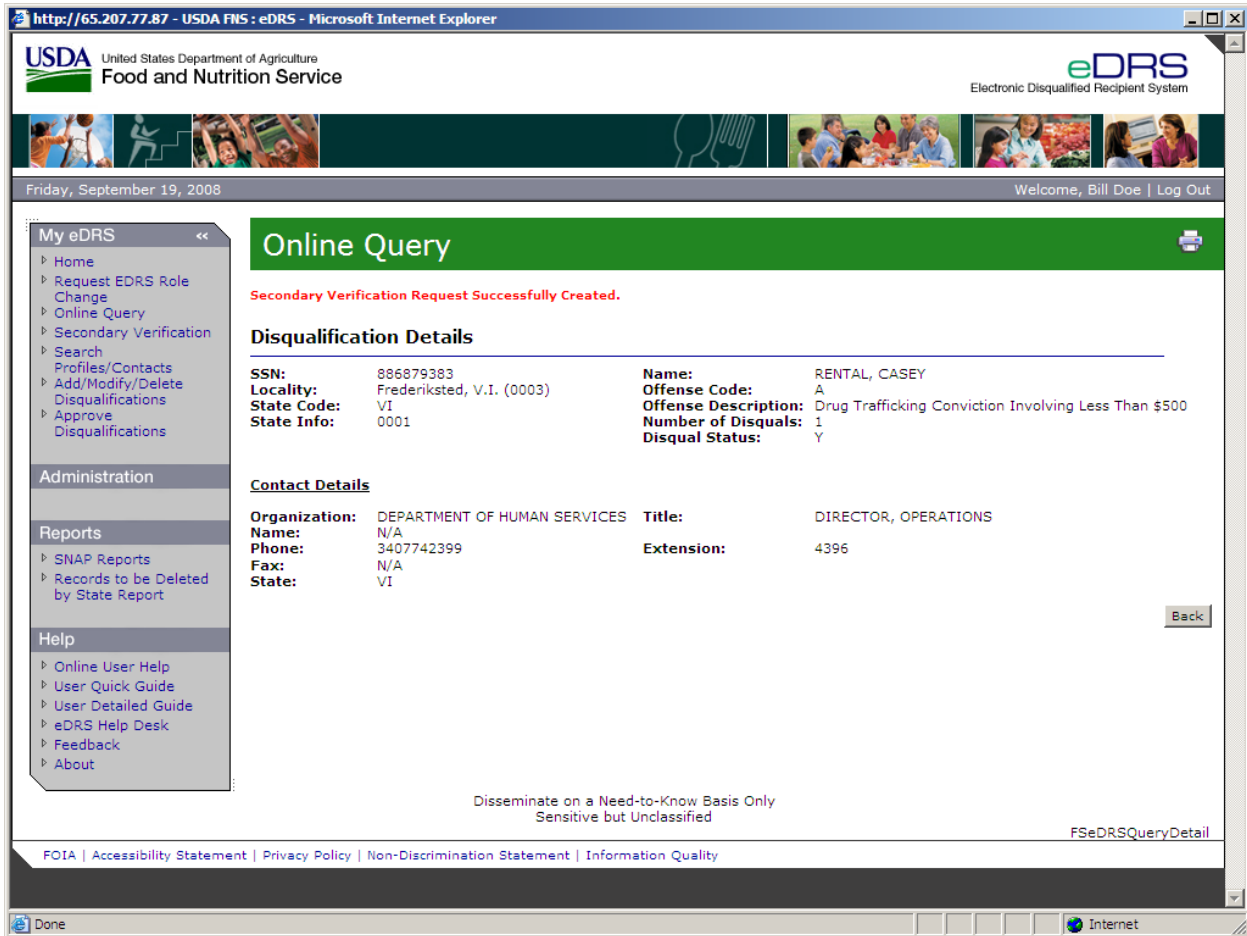 http://65.207.77.87 - USDA FNS : eDRS - Microsoft Internet Explorer
USDA United States Department of Agriculture
Food and Nutrition Service
eDRS
Electronic Disqualified Recipient System
Friday, September 19, 2008 Welcome, Bill Doe | Log Out
My eDRS <<
Home
Request EDRS Role
Change
Online Query
Secondary Verification
Search
Profiles/Contacts
Add/Modify/Delete
Disqualifications
Approve
Disqualifications
Administration
Reports
SNAP Reports
Records to be Deleted
by State Report
Help
Online User Help
User Quick Guide
User Detailed Guide
eDRS Help Desk
Feedback
About
Online Query
Secondary Verification Request Successfully Created.
Disqualification Details
SSN: 886879383 Name: RENTAL, CASEY
Locality: Frederiksted, V.I. (0003) Offense Code: A
State Code: VI Offense Description: Drug Trafficking Conviction Involving Less Than $500
State Info: 0001 Number of Disquals: 1
Disqual Status: Y
Contact Details
Organization: DEPARTMENT OF HUMAN SERVICES Title: DIRECTOR, OPERATIONS
Name: N/A
Phone: 3407742399 Extension: 4396
Fax: N/A
State: VI
Back
Disseminate on a Need-to-Know Basis Only
Sensitive but Unclassified
FSeDRSQueryDetail
FOIA | Accessibility Statement | Privacy Policy | Non-Discrimination Statement | Information Quality
Done Internet